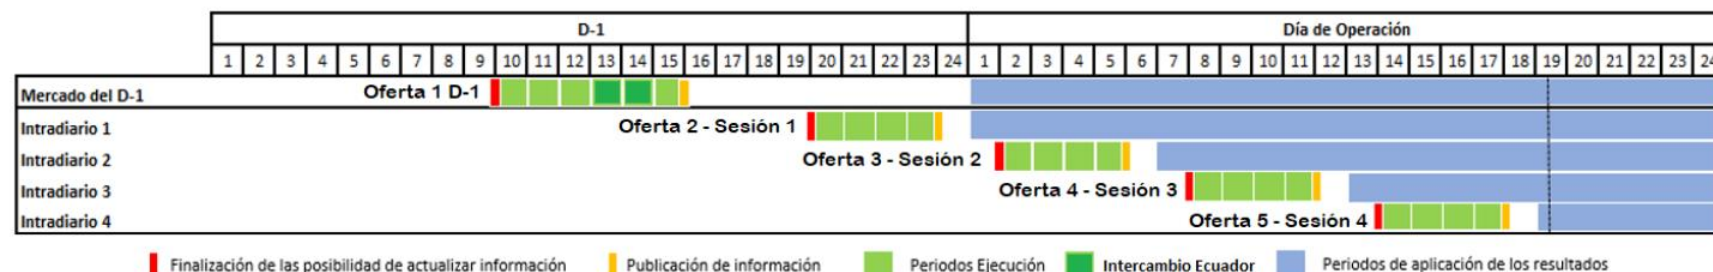 D-1 Día de Operación
1 2 3 4 5 6 7 8 9 10 11 12 13 14 15 16 17 18 19 20 21 22 23 24 1 2 3 4 5 6 7 8 9 10 11 12 13 14 15 16 17 18 19 20 21 22 23 24
Mercado del D-1 Oferta 1 D-1
Intradiario 1 Oferta 2 - Sesión 1
Intradiario 2 Oferta 3 - Sesión 2
Intradiario 3 Oferta 4 - Sesión 3
Intradiario 4 Oferta 5 - Sesión 4
Finalización de las posibilidad de actualizar información Publicación de información Periodos Ejecución Intercambio Ecuador Periodos de aplicación de los resultados